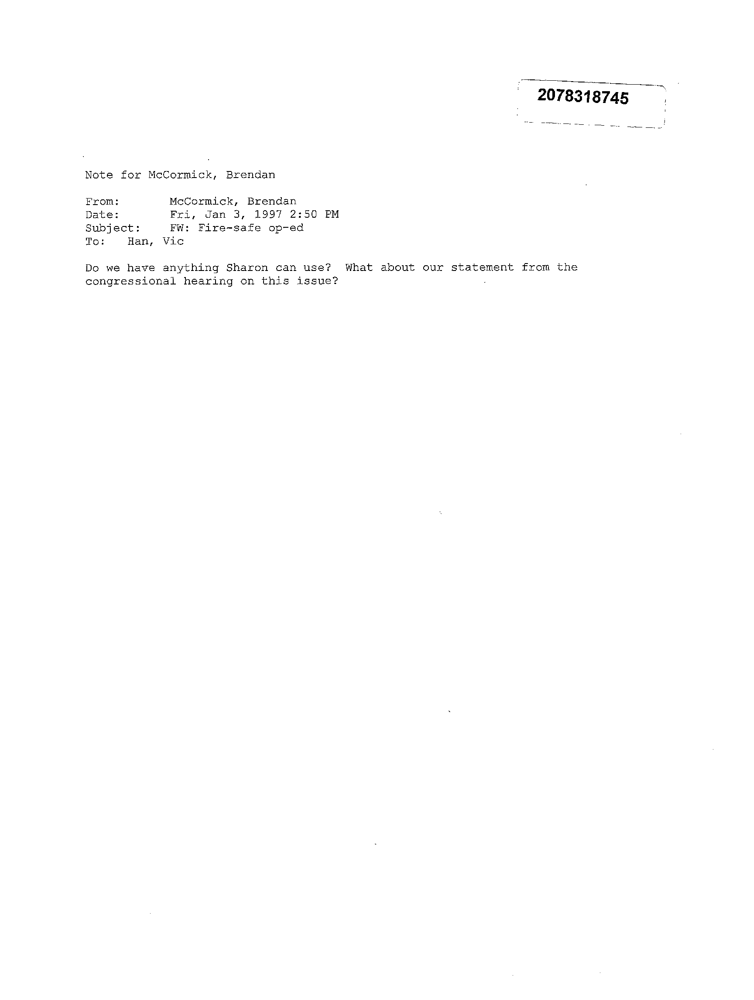 2078318745
Note for McCormick, Brendan
From: McCormick, Brendan
Date: Fri, Jan 3, 1997 2:50 PM
Subject: FW: Fire-safe op-ed
To: Han, Vic
Do we have anything Sharon can use? What about our statement from the
congressional hearing on this issue?